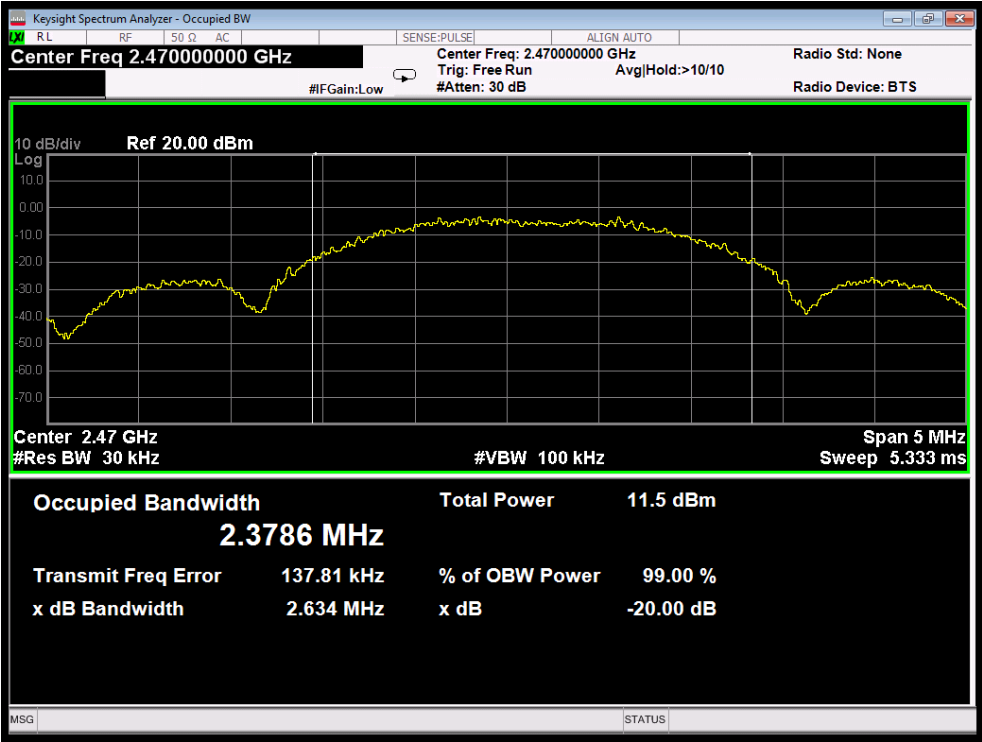 Keysight Spectrum Analyzer - Occupied BW
LXI RL RF 50 Ω AC SENSE:PULSE ALIGN AUTO
Center Freq 2.470000000 GHz
Center Freq: 2.470000000 GHz
Radio Std: None
Trig: Free Run Avg|Hold:>10/10
#IFGain:Low
#Atten: 30 dB
Radio Device: BTS
10 dB/div Ref 20.00 dBm
Log
10.0
0.00
-10.0
-20.0
-30.0
-40.0
-50.0
-60.0
-70.0
Center 2.47 GHz Span 5 MHz
#Res BW 30 kHz #VBW 100 kHz Sweep 5.333 ms
Occupied Bandwidth Total Power 11.5 dBm
2.3786 MHz
Transmit Freq Error 137.81 kHz % of OBW Power 99.00 %
x dB Bandwidth 2.634 MHz x dB -20.00 dB
MSG STATUS